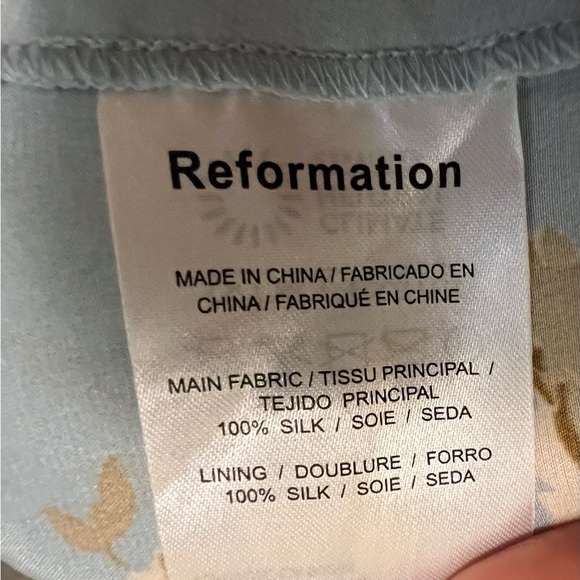 Reformation
MADE IN CHINA / FABRICADO EN
CHINA / FABRIQUÉ EN CHINE
MAIN FABRIC / TISSU PRINCIPAL /
TEJIDO PRINCIPAL
100% SILK / SOIE / SEDA
LINING / DOUBLURE / FORRO
100% SILK / SOIE / SEDA